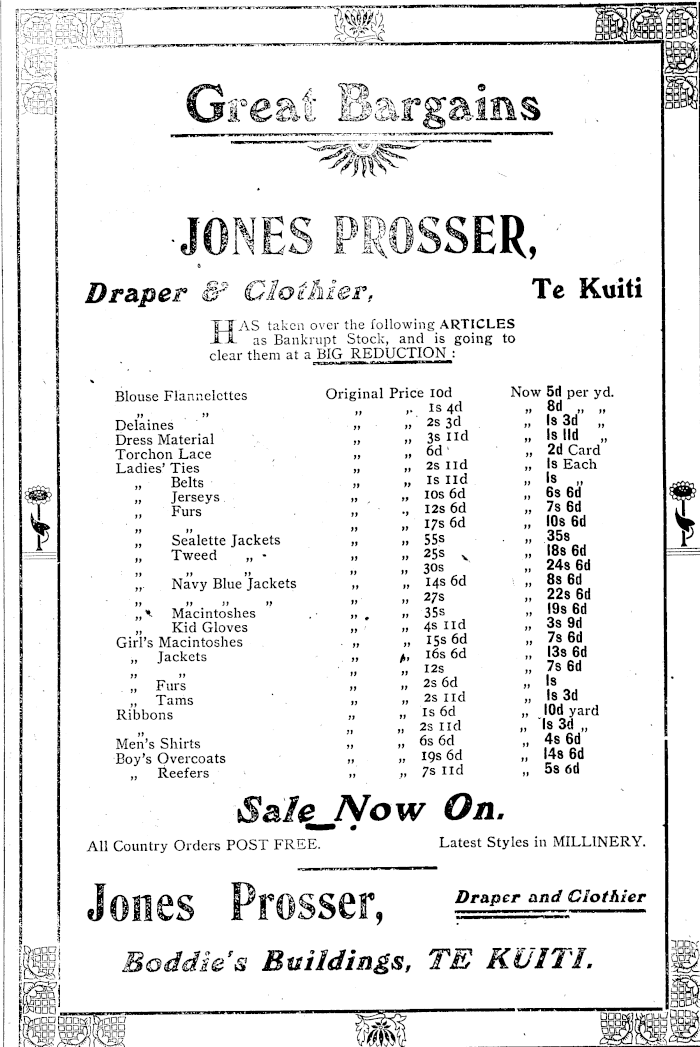 Great Bargains
JONES PROSSER,
Draper & Clothier, Te Kuiti
HAS taken over the following ARTICLES
as Bankrupt Stock, and is going to
clear them at a BIG REDUCTION :
Blouse Flannelettes Original Price 10d Now 5d per yd.
„ „ „ „ 1s 4d „ 8d „ „
Delaines „ „ 2s 3d „ 1s 3d „
Dress Material „ „ 3s 11d „ 1s 11d „
Torchon Lace „ „ 6d „ 2d Card
Ladies' Ties „ „ 2s 11d „ 1s Each
„ Belts „ „ 1s 11d „ 1s „
„ Jerseys „ „ 10s 6d „ 6s 6d
„ Furs „ „ 12s 6d „ 7s 6d
„ „ „ „ 17s 6d „ 10s 6d
„ Sealette Jackets „ „ 55s „ 35s
„ Tweed „ „ „ 25s „ 18s 6d
„ „ „ „ „ 30s „ 24s 6d
„ Navy Blue Jackets „ „ 14s 6d „ 8s 6d
„ „ „ „ „ „ 27s „ 22s 6d
„ Macintoshes „ „ 35s „ 19s 6d
„ Kid Gloves „ „ 4s 11d „ 3s 9d
Girl's Macintoshes „ „ 15s 6d „ 7s 6d
„ Jackets „ „ 16s 6d „ 13s 6d
„ „ „ „ 12s „ 7s 6d
„ Furs „ „ 2s 6d „ 1s
„ Tams „ „ 2s 11d „ 1s 3d
Ribbons „ „ 1s 6d „ 10d yard
„ „ „ 2s 11d „ 1s 3d „
Men's Shirts „ „ 6s 6d „ 4s 6d
Boy's Overcoats „ „ 19s 6d „ 14s 6d
„ Reefers „ „ 7s 11d „ 5s 6d
Sale Now On.
All Country Orders POST FREE. Latest Styles in MILLINERY.
Jones Prosser, Draper and Clothier
Boddie's Buildings, TE KUITI.